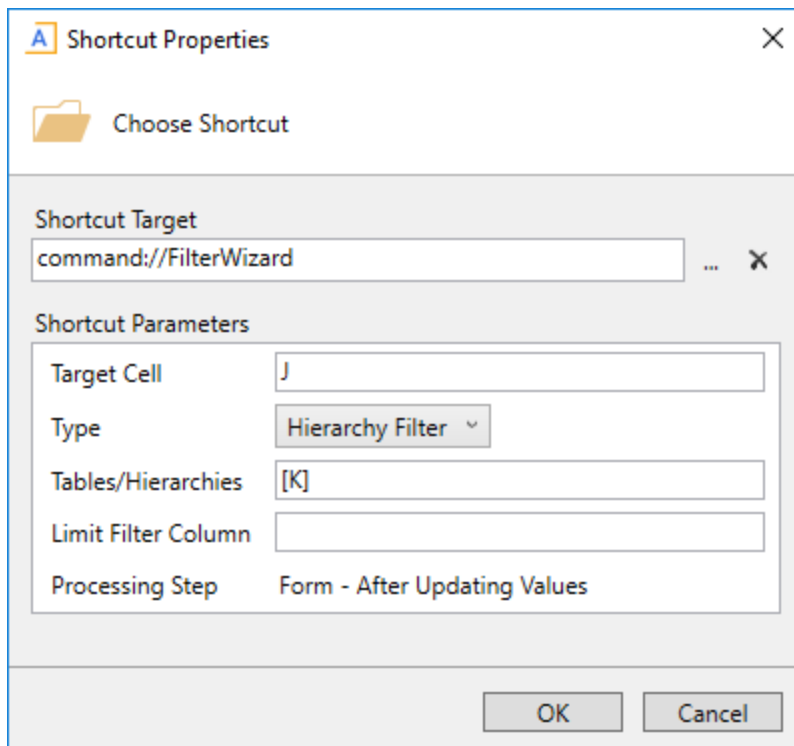 A Shortcut Properties
Choose Shortcut
Shortcut Target
command://FilterWizard
...
Shortcut Parameters
Target Cell J
Type Hierarchy Filter
Tables/Hierarchies [K]
Limit Filter Column
Processing Step Form - After Updating Values
OK Cancel